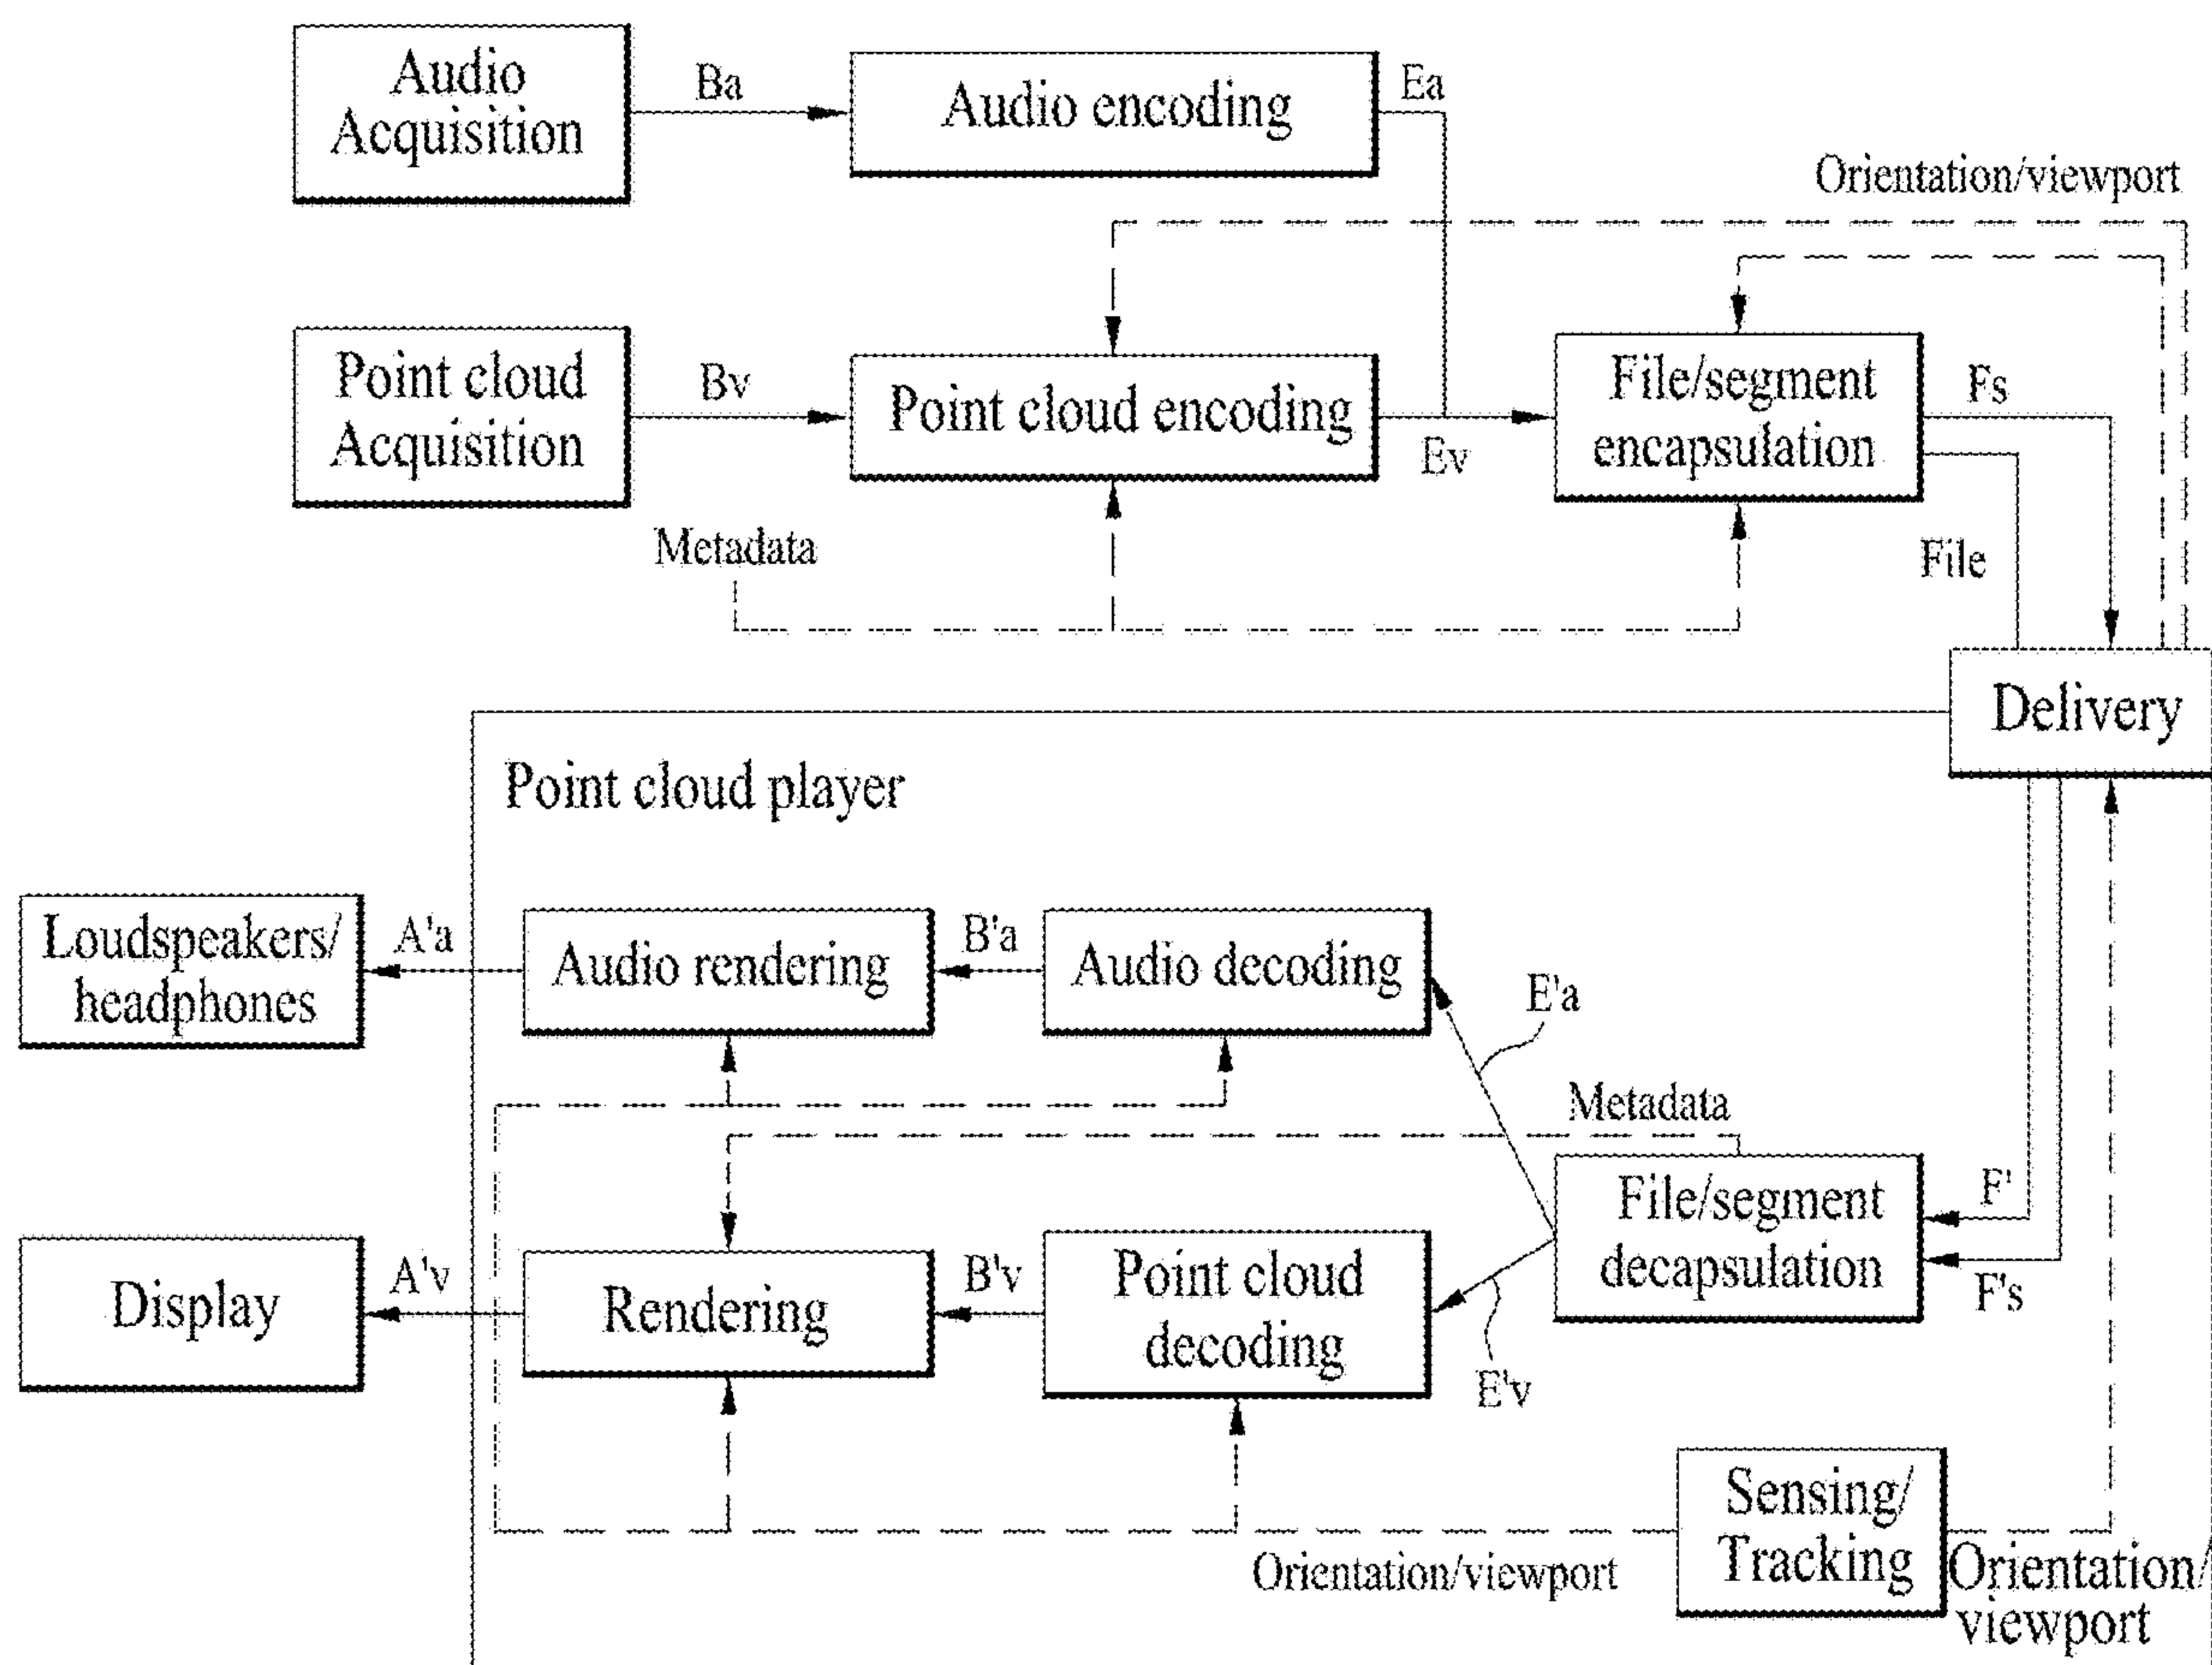 Audio
Acquisition
Ba
Audio encoding
Ea
Orientation/viewport
Point cloud
Acquisition
Bv
Point cloud encoding
Ev
File/segment
encapsulation
Fs
File
Metadata
Delivery
Point cloud player
Loudspeakers/
headphones
A'a
Audio rendering
B'a
Audio decoding
E'a
Metadata
File/segment
decapsulation
F'
F's
Display
A'v
Rendering
B'v
Point cloud
decoding
E'v
Sensing/
Tracking
Orientation/viewport
Orientation/
viewport